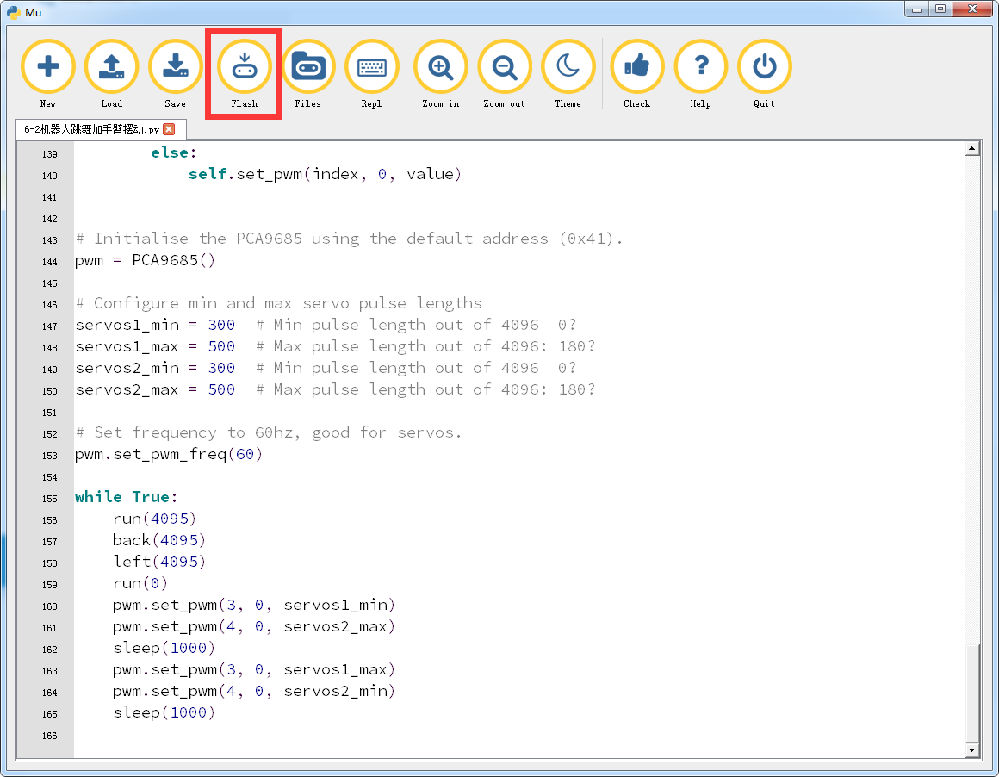 Mu
New Load Save Flash Files Repl Zoom-in Zoom-out Theme Check Help Quit
6-2机器人跳舞加手臂摆动.py
139         else:
140             self.set_pwm(index, 0, value)
141
142
143 # Initialise the PCA9685 using the default address (0x41).
144 pwm = PCA9685()
145
146 # Configure min and max servo pulse lengths
147 servos1_min = 300  # Min pulse length out of 4096  0?
148 servos1_max = 500  # Max pulse length out of 4096: 180?
149 servos2_min = 300  # Min pulse length out of 4096  0?
150 servos2_max = 500  # Max pulse length out of 4096: 180?
151
152 # Set frequency to 60hz, good for servos.
153 pwm.set_pwm_freq(60)
154
155 while True:
156     run(4095)
157     back(4095)
158     left(4095)
159     run(0)
160     pwm.set_pwm(3, 0, servos1_min)
161     pwm.set_pwm(4, 0, servos2_max)
162     sleep(1000)
163     pwm.set_pwm(3, 0, servos1_max)
164     pwm.set_pwm(4, 0, servos2_min)
165     sleep(1000)
166